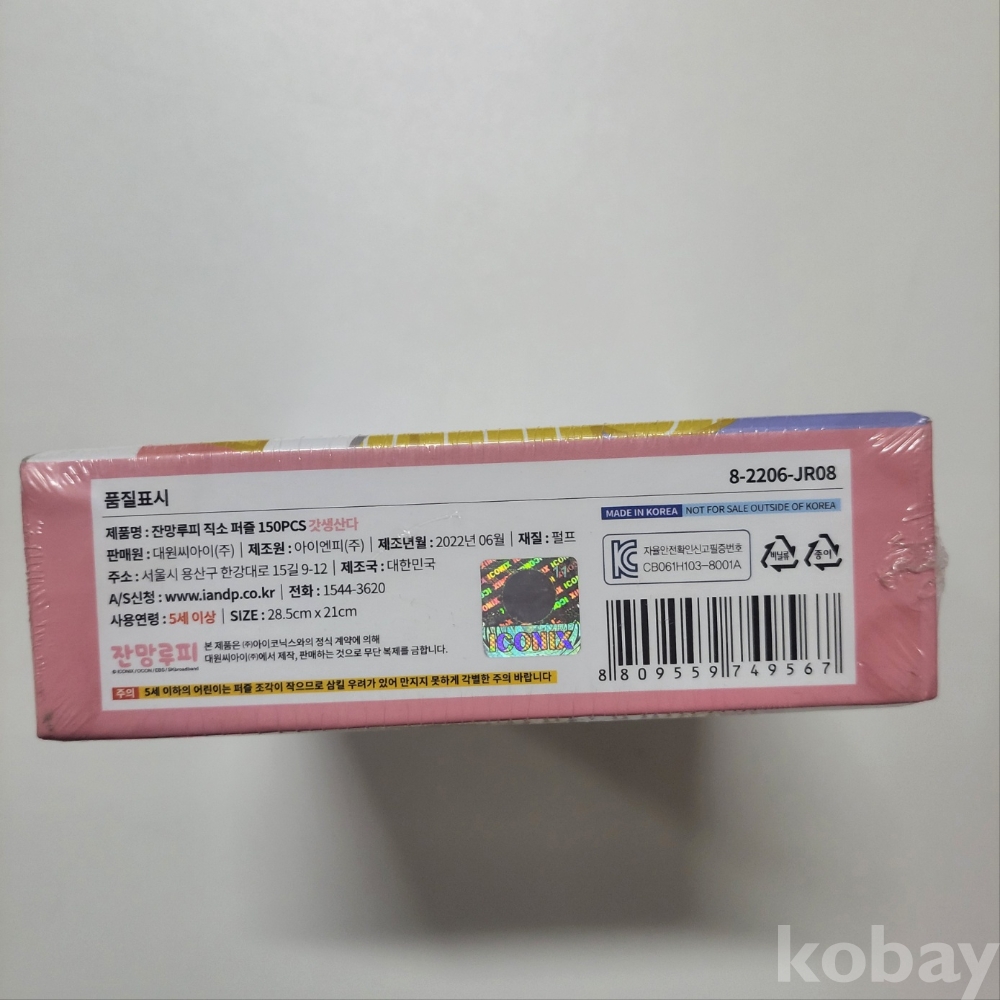 품질표시
8-2206-JR08
제품명 : 잔망루피 직소 퍼즐 150PCS 갓생산다
판매원 : 대원씨아이(주) | 제조원 : 아이엔피(주) | 제조년월 : 2022년 06월 | 재질 : 펄프
주소 : 서울시 용산구 한강대로 15길 9-12 | 제조국 : 대한민국
A/S신청 : www.iandp.co.kr | 전화 : 1544-3620
사용연령 : 5세 이상 | SIZE : 28.5cm x 21cm
잔망루피
본 제품은 ㈜아이코닉스와의 정식 계약에 의해
대원씨아이㈜에서 제작, 판매하는 것으로 무단 복제를 금합니다.
© ICONIX / OCON / EBS / SKbroadband
주의 5세 이하의 어린이는 퍼즐 조각이 작으므로 삼킬 우려가 있어 만지지 못하게 각별한 주의 바랍니다
ICONIX
MADE IN KOREA NOT FOR SALE OUTSIDE OF KOREA
자율안전확인신고필증번호
CB061H103-8001A
비닐류
종이
8 809559 749567
kobay